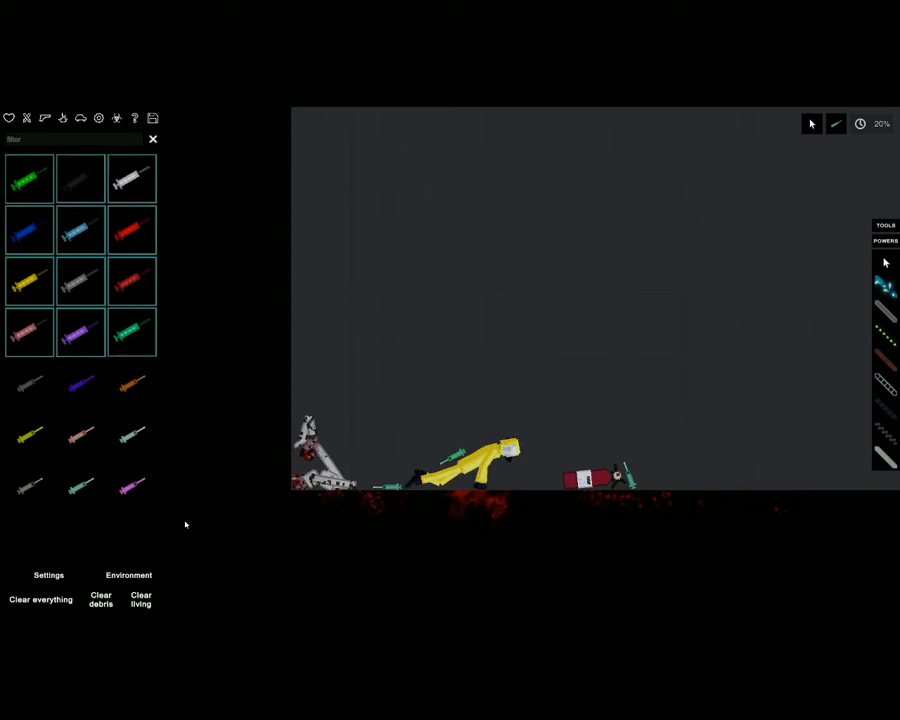 filter
20%
TOOLS
POWERS
Settings
Environment
Clear everything
Clear debris
Clear living